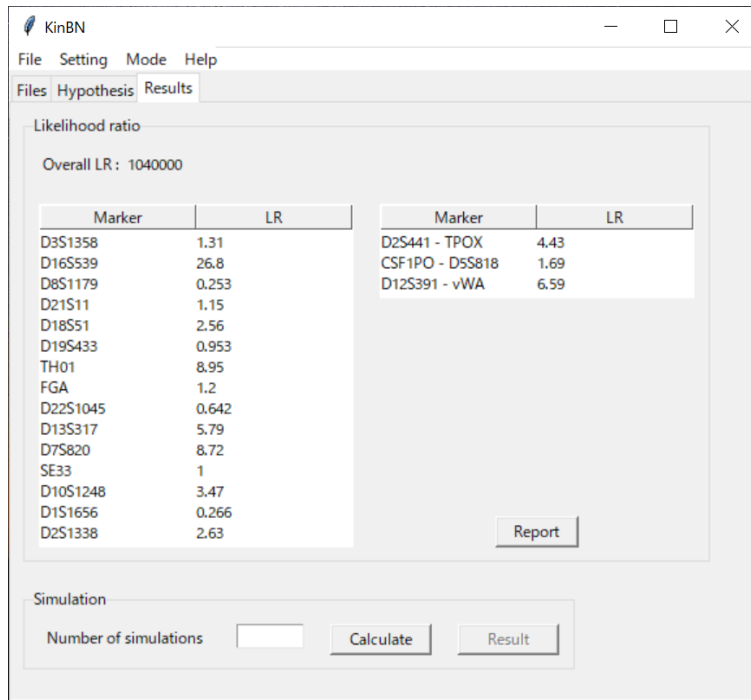 KinBN
File Setting Mode Help
Files Hypothesis Results
Likelihood ratio
Overall LR : 1040000
Marker LR
D3S1358 1.31
D16S539 26.8
D8S1179 0.253
D21S11 1.15
D18S51 2.56
D19S433 0.953
TH01 8.95
FGA 1.2
D22S1045 0.642
D13S317 5.79
D7S820 8.72
SE33 1
D10S1248 3.47
D1S1656 0.266
D2S1338 2.63
Marker LR
D2S441 - TPOX 4.43
CSF1PO - D5S818 1.69
D12S391 - vWA 6.59
Report
Simulation
Number of simulations Calculate Result